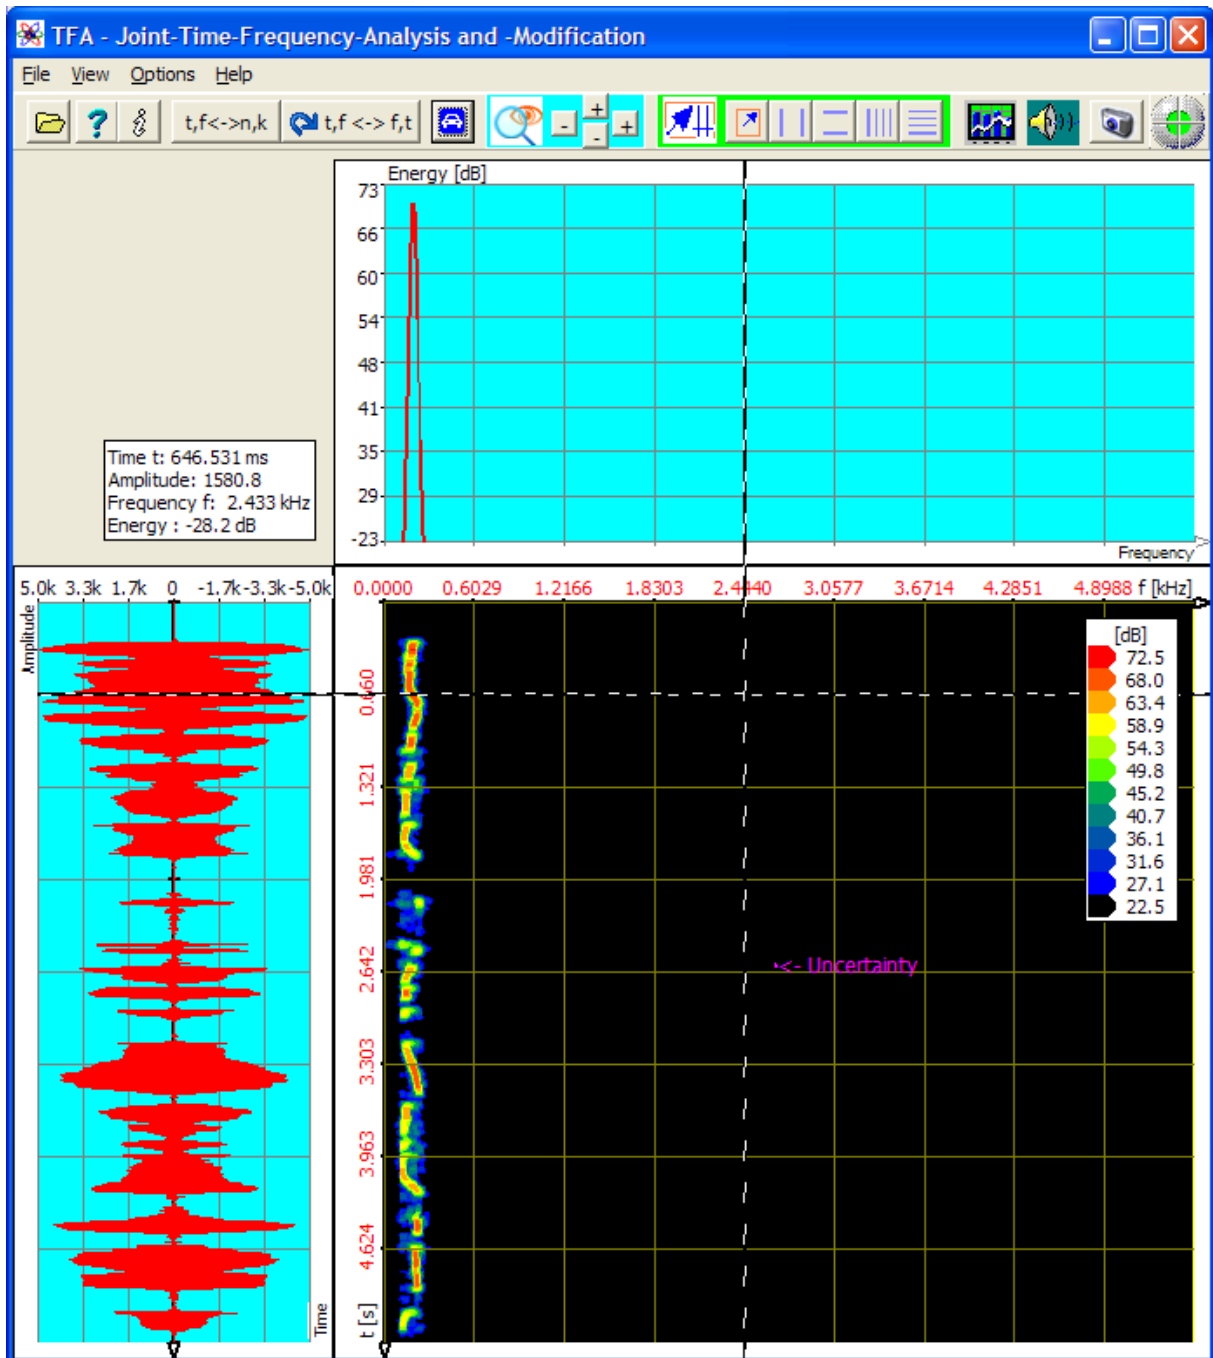 TFA - Joint-Time-Frequency-Analysis and -Modification
File View Options Help
t,f<->n,k
t,f <-> f,t
Energy [dB]
73
66
60
54
48
41
35
29
-23
Frequency
Time t: 646.531 ms
Amplitude: 1580.8
Frequency f: 2.433 kHz
Energy : -28.2 dB
5.0k 3.3k 1.7k 0 -1.7k -3.3k -5.0k
Amplitude
Time
0.0000 0.6029 1.2166 1.8303 2.4440 3.0577 3.6714 4.2851 4.8988 f [kHz]
0.660
1.321
1.981
2.642
3.303
3.963
4.624
t [s]
[dB]
72.5
68.0
63.4
58.9
54.3
49.8
45.2
40.7
36.1
31.6
27.1
22.5
<- Uncertainty